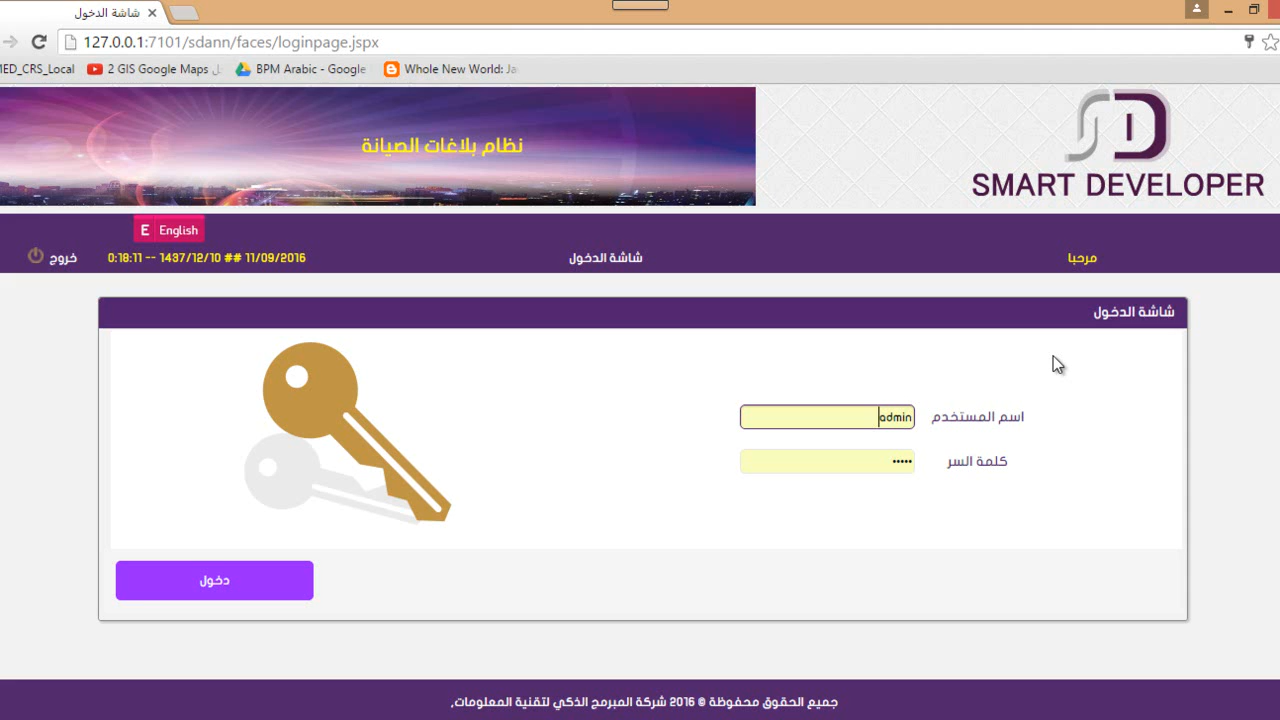 شاشة الدخول
127.0.0.1:7101/sdann/faces/loginpage.jspx
MED_CRS_Local
2 GIS Google Maps
BPM Arabic - Google
Whole New World: Ja
نظام بلاغات الصيانة
SD
SMART DEVELOPER
E English
مرحبا
شاشة الدخول
0:18:11 -- 1437/12/10 ## 11/09/2016
خروج
شاشة الدخول
اسم المستخدم admin
كلمة السر •••••
دخول
جميع الحقوق محفوظة © 2016 شركة المبرمج الذكي لتقنية المعلومات,